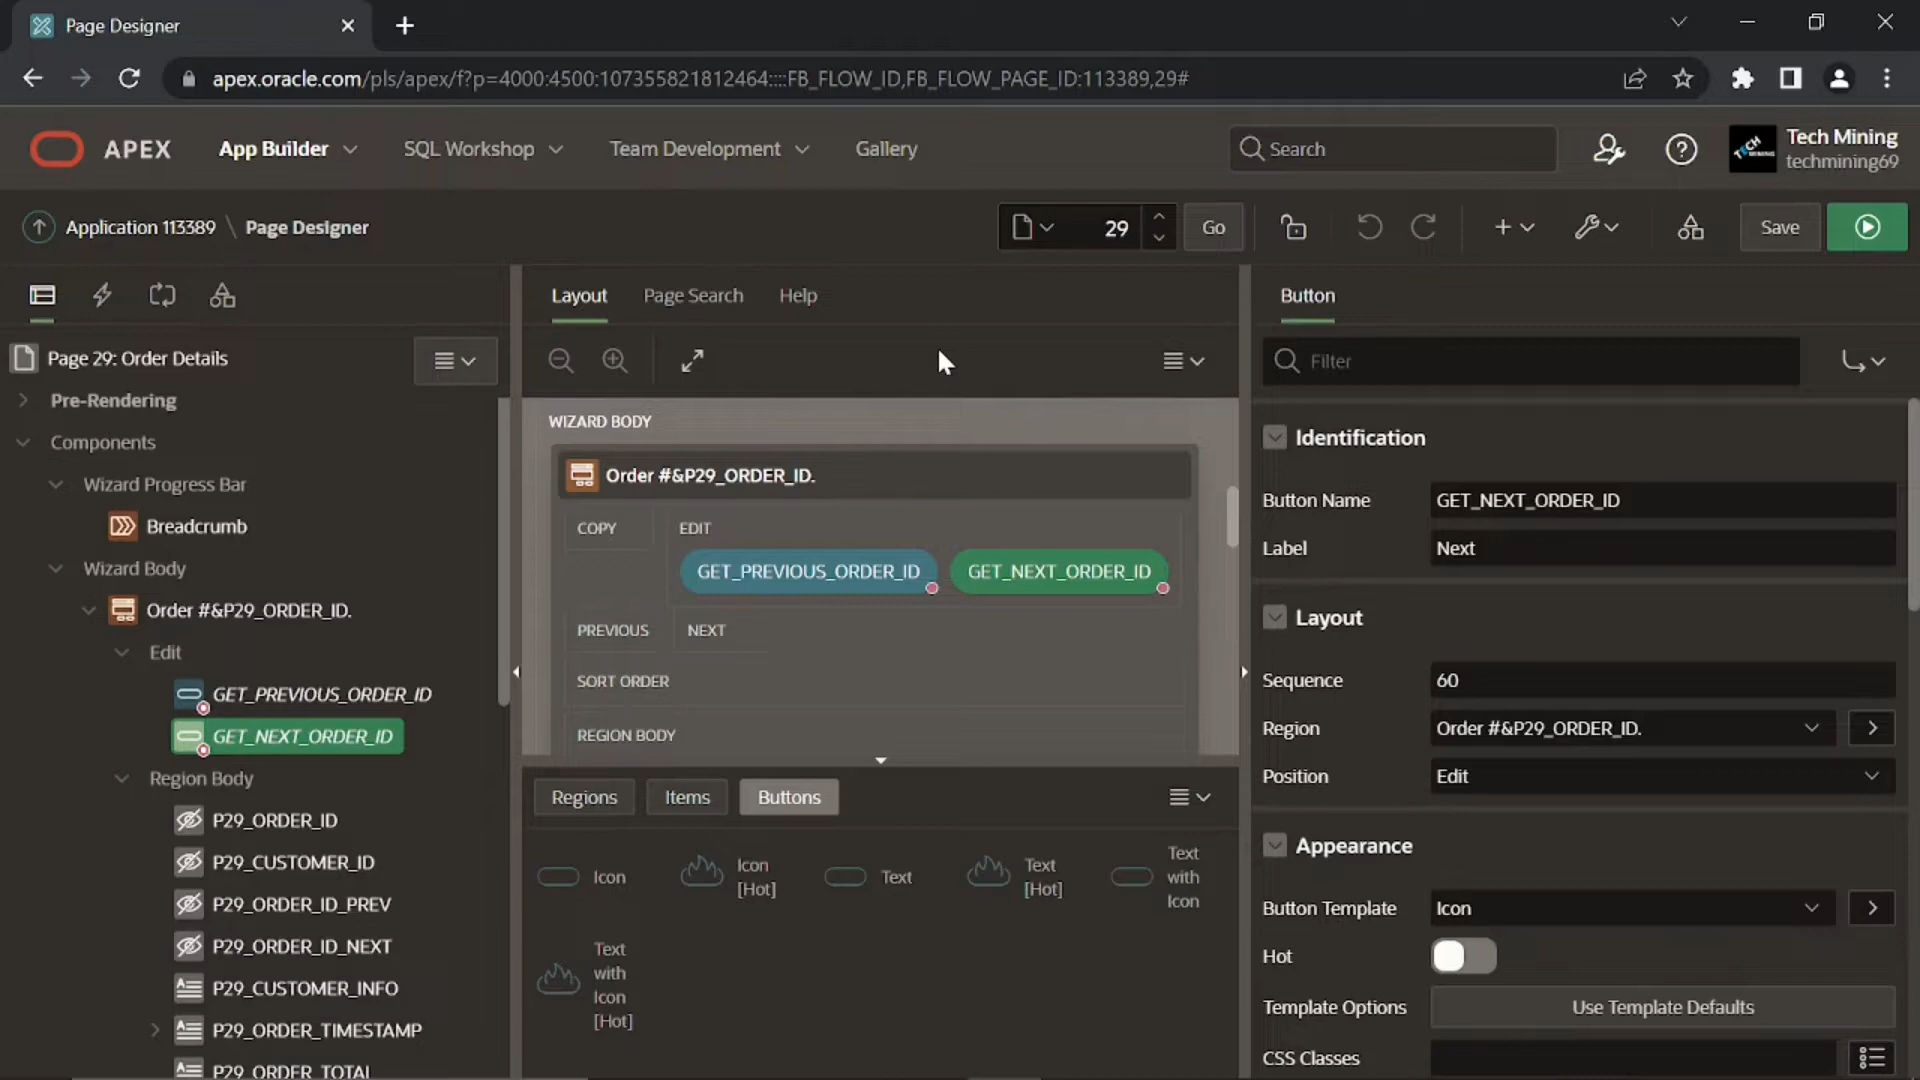 Page Designer
apex.oracle.com/pls/apex/f?p=4000:4500:107355821812464::::FB_FLOW_ID,FB_FLOW_PAGE_ID:113389,29#
APEX
App Builder
SQL Workshop
Team Development
Gallery
Search
Tech Mining
techmining69
TECH MINING
Application 113389 \ Page Designer
29
Go
Save
Layout
Page Search
Help
Button
Page 29: Order Details
Filter
Pre-Rendering
Components
Wizard Progress Bar
Breadcrumb
Wizard Body
Order #&P29_ORDER_ID.
Edit
GET_PREVIOUS_ORDER_ID
GET_NEXT_ORDER_ID
Region Body
P29_ORDER_ID
P29_CUSTOMER_ID
P29_ORDER_ID_PREV
P29_ORDER_ID_NEXT
P29_CUSTOMER_INFO
P29_ORDER_TIMESTAMP
P29_ORDER_TOTAL
WIZARD BODY
Order #&P29_ORDER_ID.
COPY
EDIT
GET_PREVIOUS_ORDER_ID
GET_NEXT_ORDER_ID
PREVIOUS
NEXT
SORT ORDER
REGION BODY
Regions
Items
Buttons
Icon
Icon
[Hot]
Text
Text
[Hot]
Text
with
Icon
Text
with
Icon
[Hot]
Identification
Button Name
GET_NEXT_ORDER_ID
Label
Next
Layout
Sequence
60
Region
Order #&P29_ORDER_ID.
Position
Edit
Appearance
Button Template
Icon
Hot
Template Options
Use Template Defaults
CSS Classes